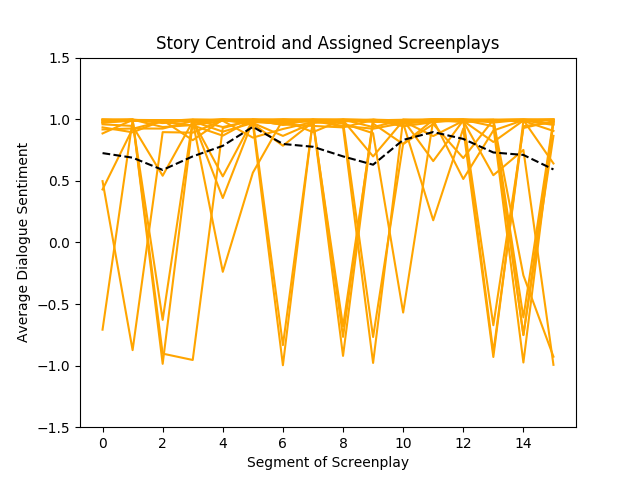 Story Centroid and Assigned Screenplays
1.5
1.0
0.5
0.0
−0.5
−1.0
−1.5
Average Dialogue Sentiment
0 2 4 6 8 10 12 14
Segment of Screenplay